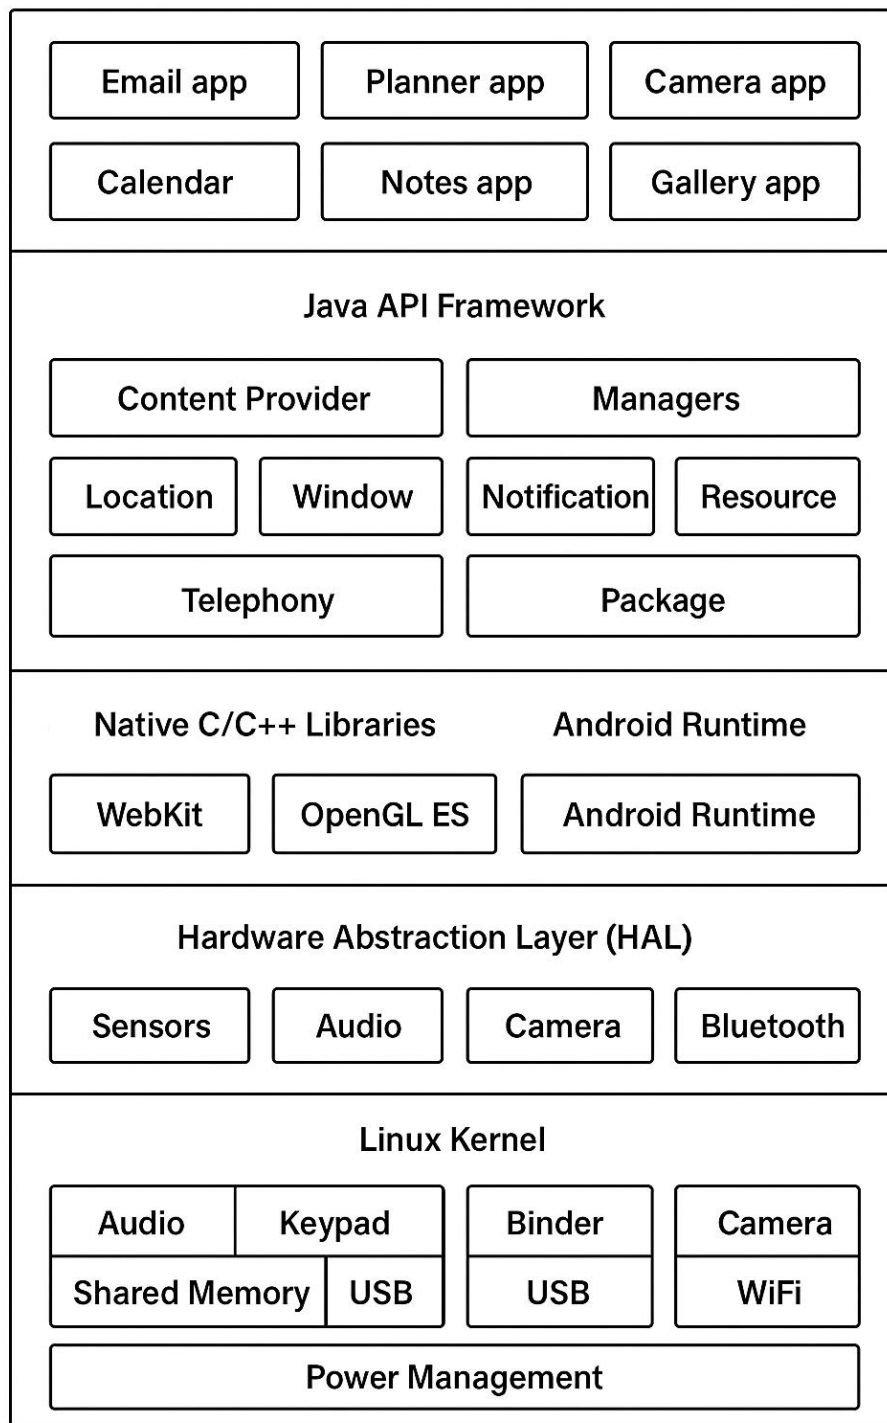 Email app Planner app Camera app
Calendar Notes app Gallery app
Java API Framework
Content Provider Managers
Location Window Notification Resource
Telephony Package
Native C/C++ Libraries Android Runtime
WebKit OpenGL ES Android Runtime
Hardware Abstraction Layer (HAL)
Sensors Audio Camera Bluetooth
Linux Kernel
Audio Keypad Binder Camera
Shared Memory USB USB WiFi
Power Management